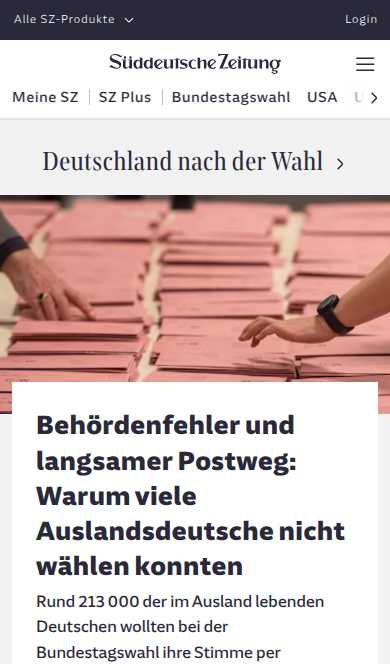 Alle SZ-Produkte
Login
Süddeutsche Zeitung
Meine SZ
SZ Plus
Bundestagswahl
USA
Deutschland nach der Wahl
Behördenfehler und
langsamer Postweg:
Warum viele
Auslandsdeutsche nicht
wählen konnten
Rund 213 000 der im Ausland lebenden
Deutschen wollten bei der
Bundestagswahl ihre Stimme per